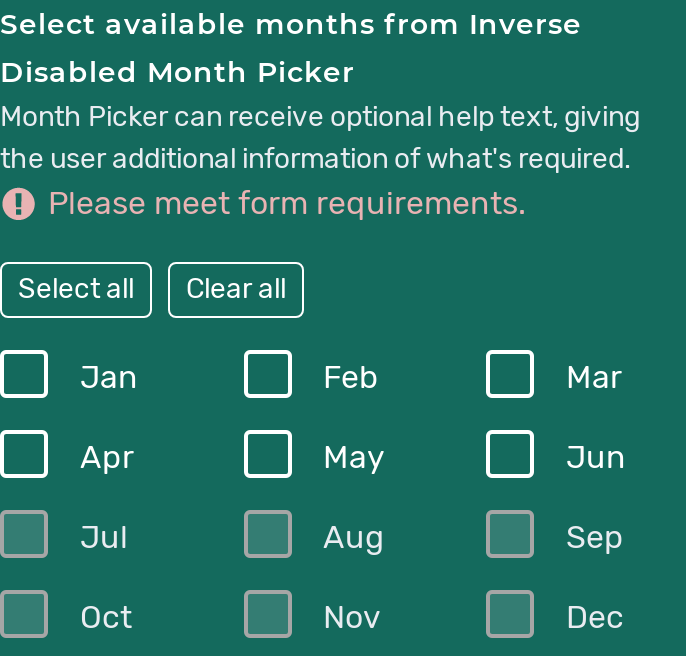 Select available months from Inverse
Disabled Month Picker
Month Picker can receive optional help text, giving
the user additional information of what's required.
Please meet form requirements.
Select all Clear all
Jan Feb Mar
Apr May Jun
Jul Aug Sep
Oct Nov Dec